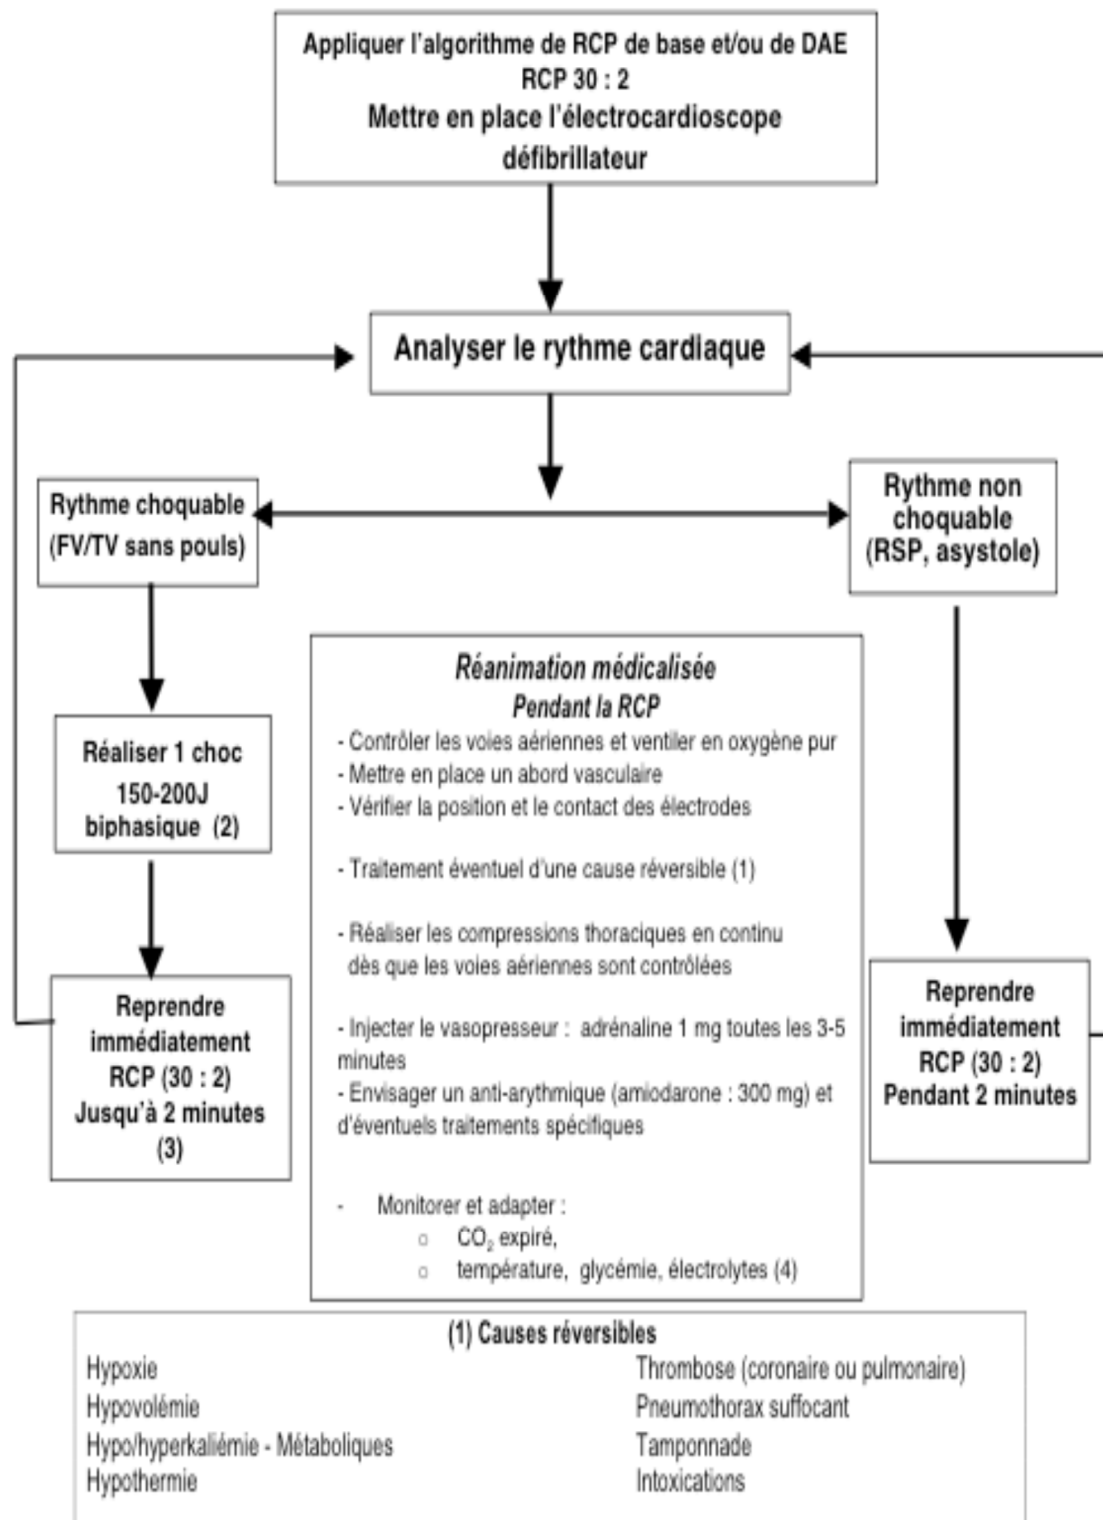 Appliquer l'algorithme de RCP de base et/ou de DAE
RCP 30 : 2
Mettre en place l'électrocardioscope
défibrillateur
Analyser le rythme cardiaque
Rythme choquable
(FV/TV sans pouls)
Rythme non
choquable
(RSP, asystole)
Réaliser 1 choc
150-200J
biphasique (2)
Reprendre
immédiatement
RCP (30 : 2)
Jusqu'à 2 minutes
(3)
Réanimation médicalisée
Pendant la RCP
- Contrôler les voies aériennes et ventiler en oxygène pur
- Mettre en place un abord vasculaire
- Vérifier la position et le contact des électrodes
- Traitement éventuel d'une cause réversible (1)
- Réaliser les compressions thoraciques en continu
dès que les voies aériennes sont contrôlées
- Injecter le vasopresseur : adrénaline 1 mg toutes les 3-5
minutes
- Envisager un anti-arythmique (amiodarone : 300 mg) et
d'éventuels traitements spécifiques
- Monitorer et adapter :
o CO₂ expiré,
o température, glycémie, électrolytes (4)
Reprendre
immédiatement
RCP (30 : 2)
Pendant 2 minutes
(1) Causes réversibles
Hypoxie
Hypovolémie
Hypo/hyperkaliémie - Métaboliques
Hypothermie
Thrombose (coronaire ou pulmonaire)
Pneumothorax suffocant
Tamponnade
Intoxications